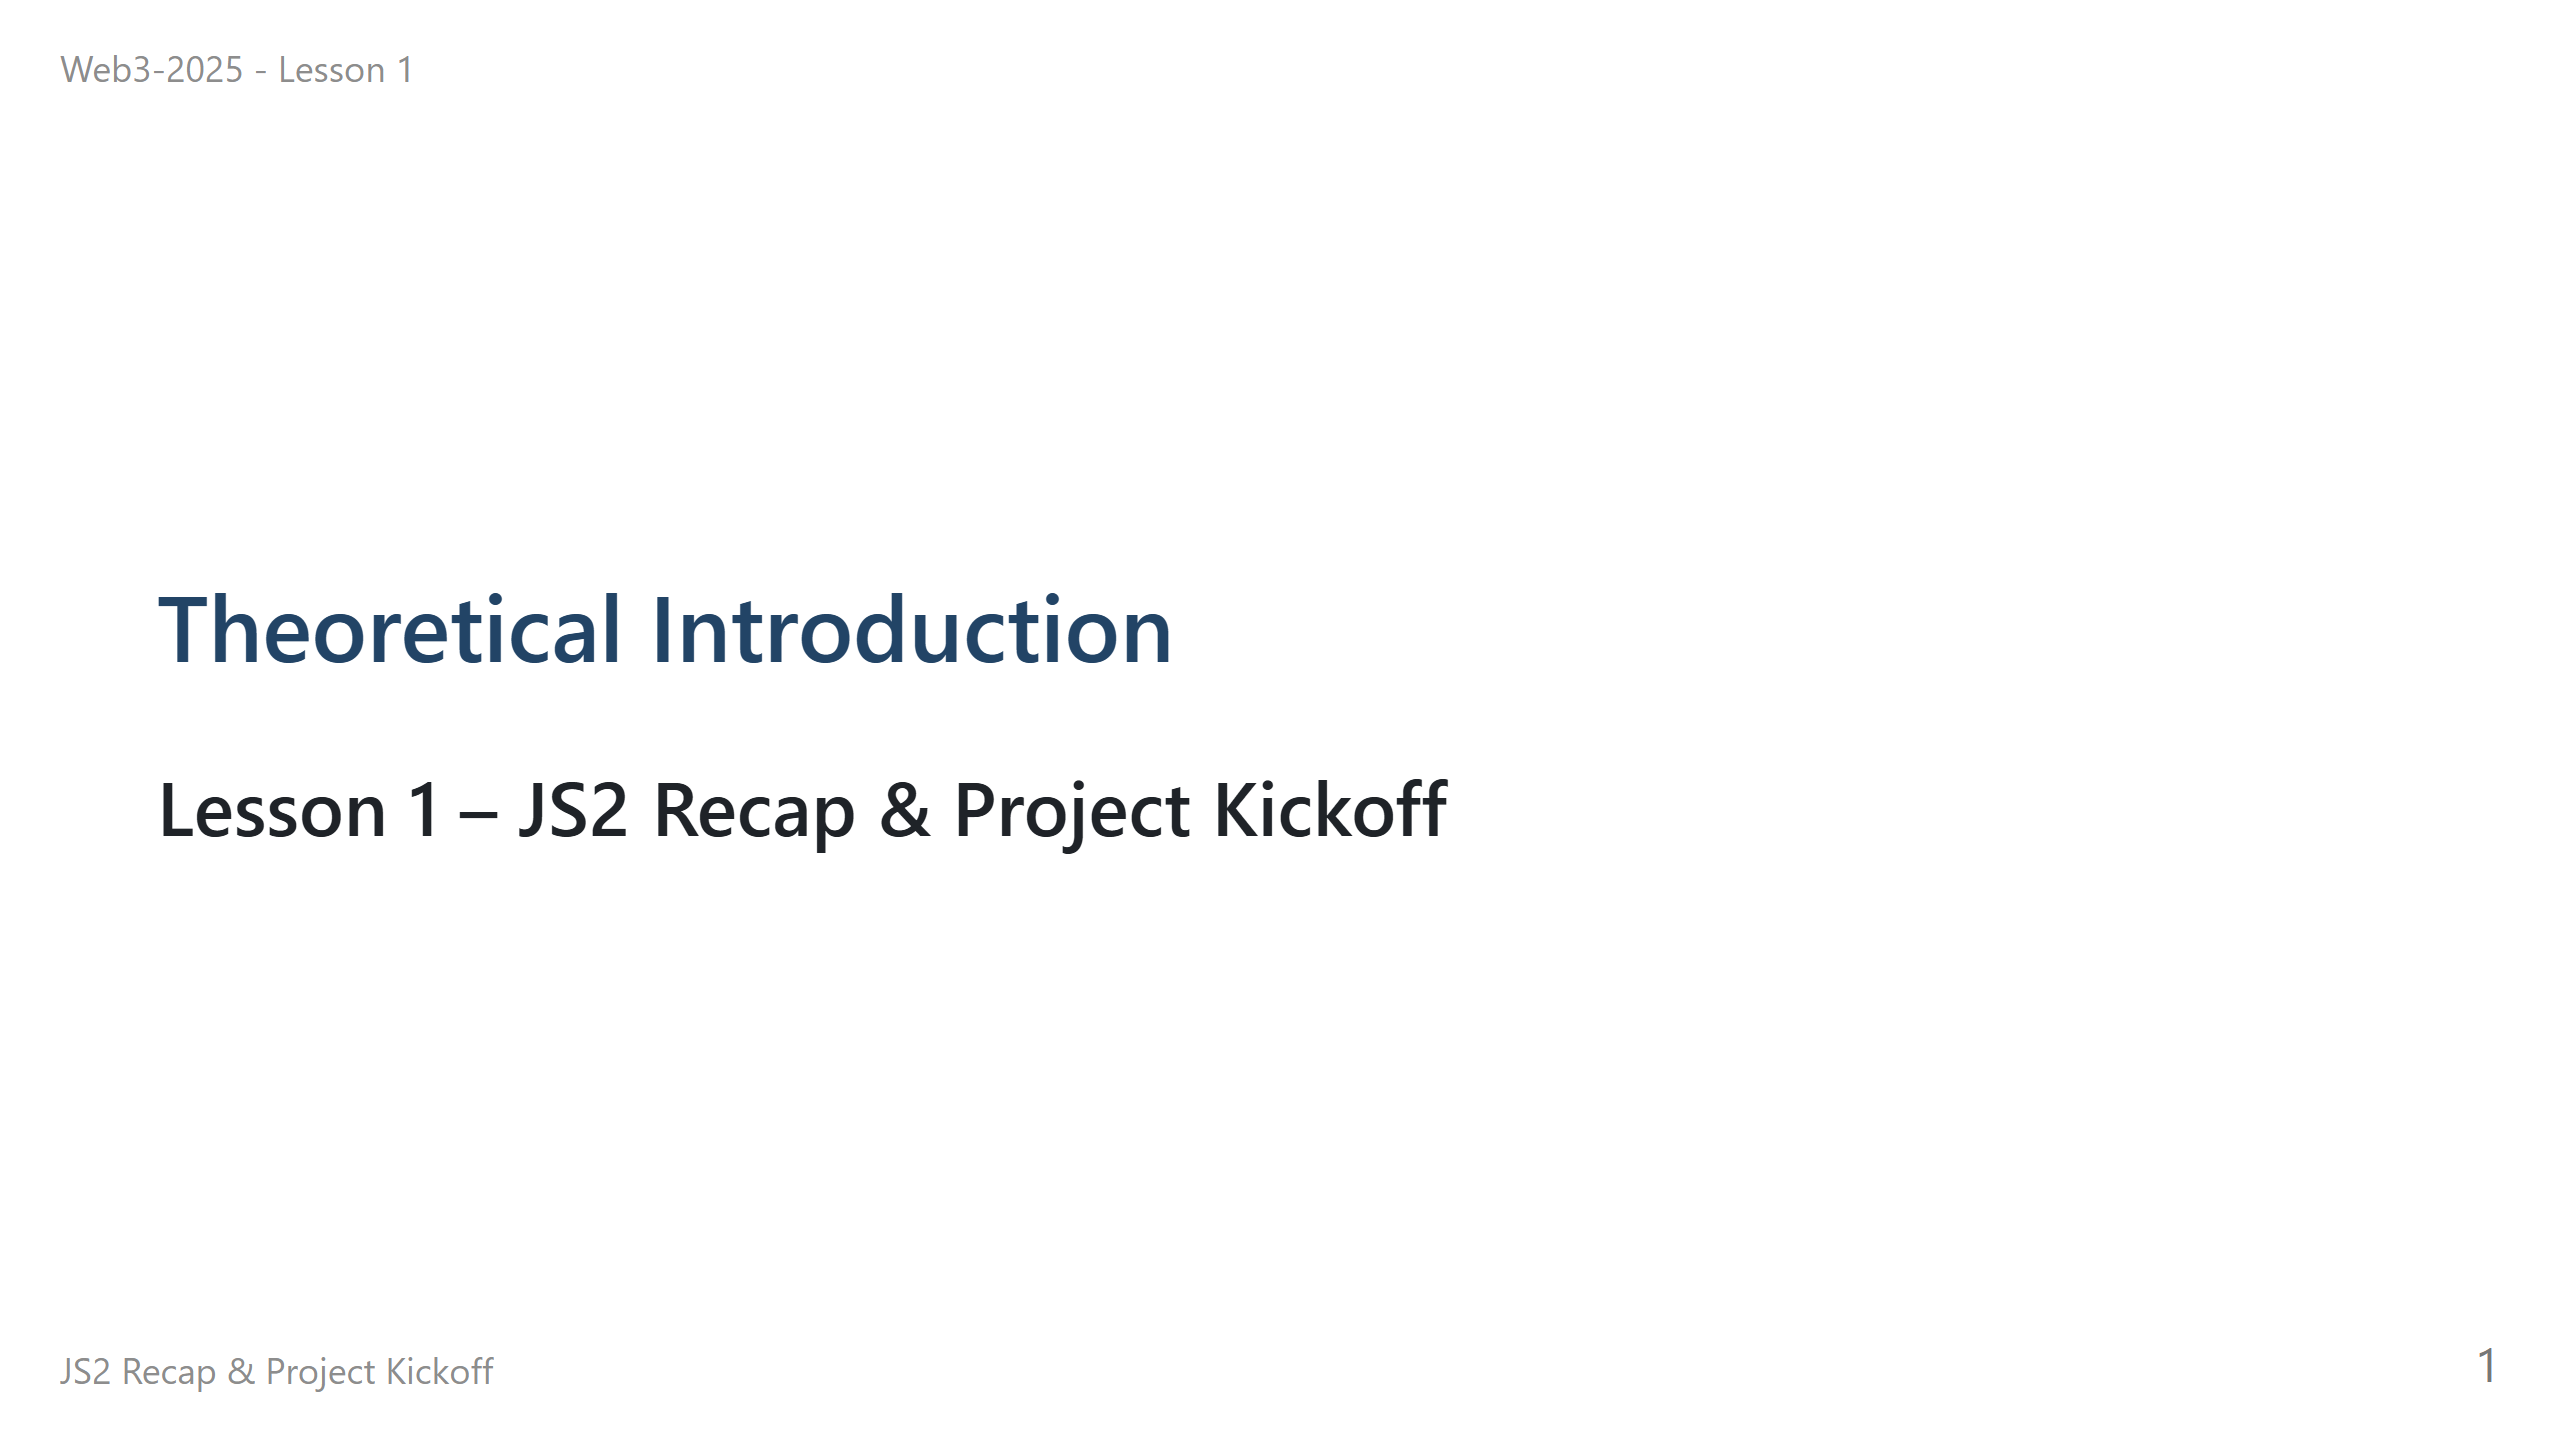 Web3-2025 - Lesson 1
Theoretical Introduction
Lesson 1 – JS2 Recap & Project Kickoff
JS2 Recap & Project Kickoff
1